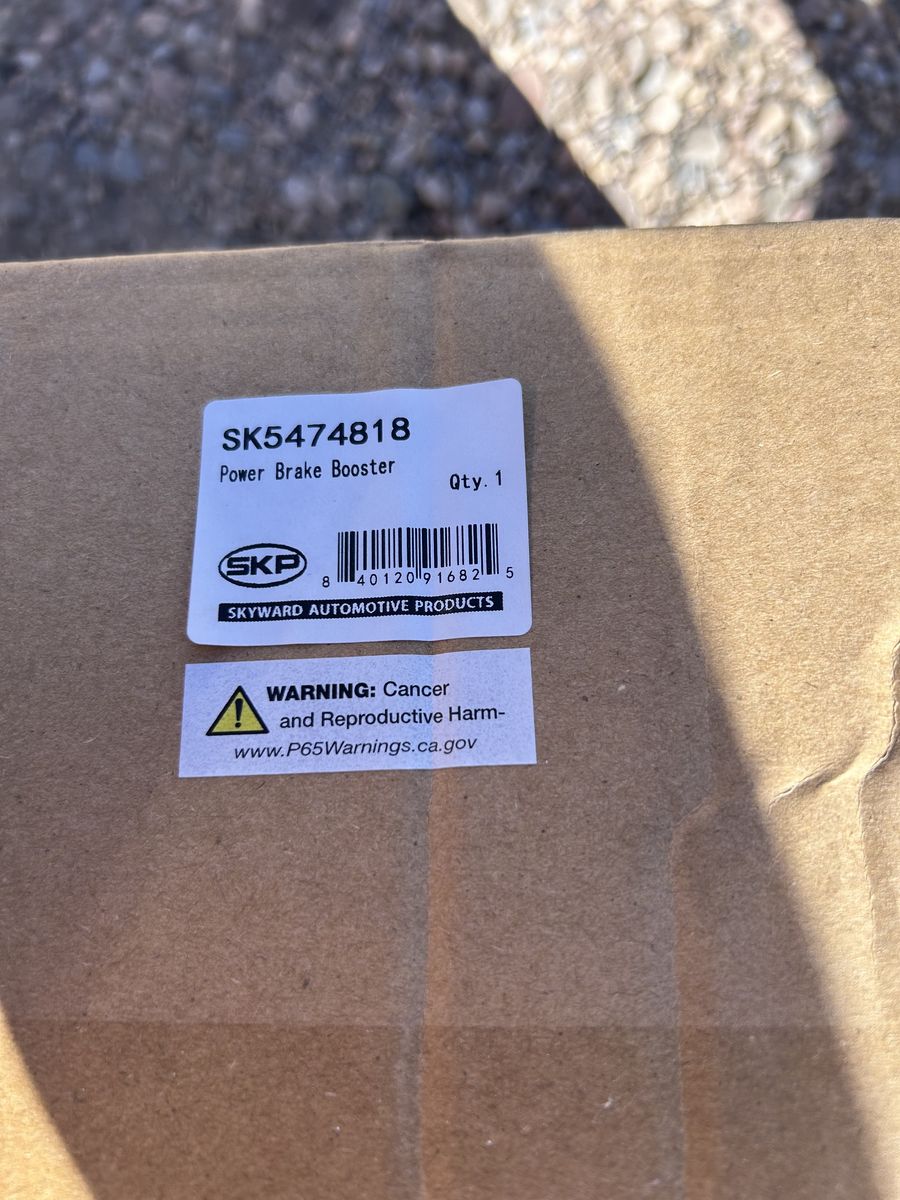 SK5474818
Power Brake Booster
Qty. 1
SKP
8 40120 91682 5
SKYWARD AUTOMOTIVE PRODUCTS
WARNING: Cancer
and Reproductive Harm-
www.P65Warnings.ca.gov